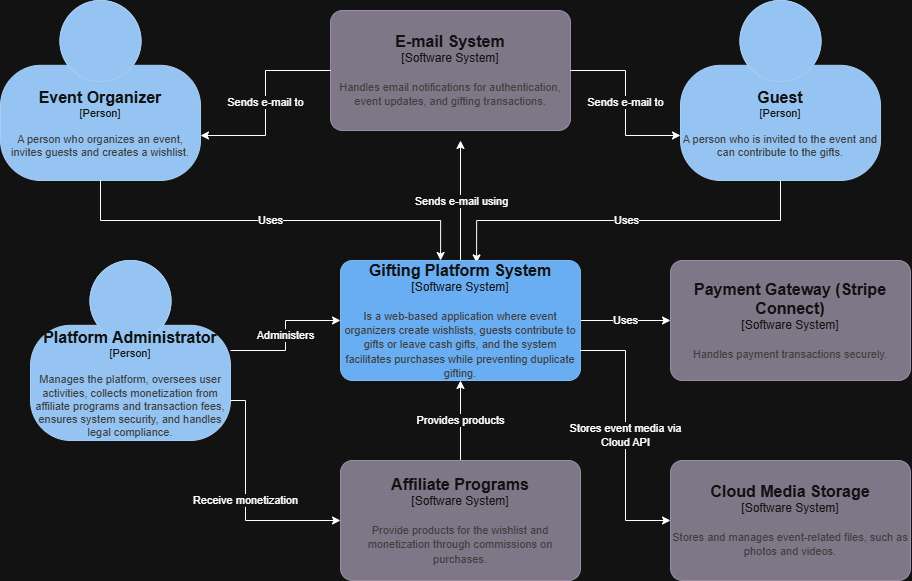 E-mail System
[Software System]
Handles email notifications for authentication,
event updates, and gifting transactions.
Event Organizer
[Person]
A person who organizes an event,
invites guests and creates a wishlist.
Sends e-mail to
Sends e-mail to
Guest
[Person]
A person who is invited to the event and
can contribute to the gifts.
Sends e-mail using
Uses
Uses
Gifting Platform System
[Software System]
Is a web-based application where event
organizers create wishlists, guests contribute to
gifts or leave cash gifts, and the system
facilitates purchases while preventing duplicate
gifting.
Platform Administrator
[Person]
Manages the platform, oversees user
activities, collects monetization from
affiliate programs and transaction fees,
ensures system security, and handles
legal compliance.
Administers
Uses
Payment Gateway (Stripe
Connect)
[Software System]
Handles payment transactions securely.
Provides products
Stores event media via
Cloud API
Receive monetization
Affiliate Programs
[Software System]
Provide products for the wishlist and
monetization through commissions on
purchases.
Cloud Media Storage
[Software System]
Stores and manages event-related files, such as
photos and videos.